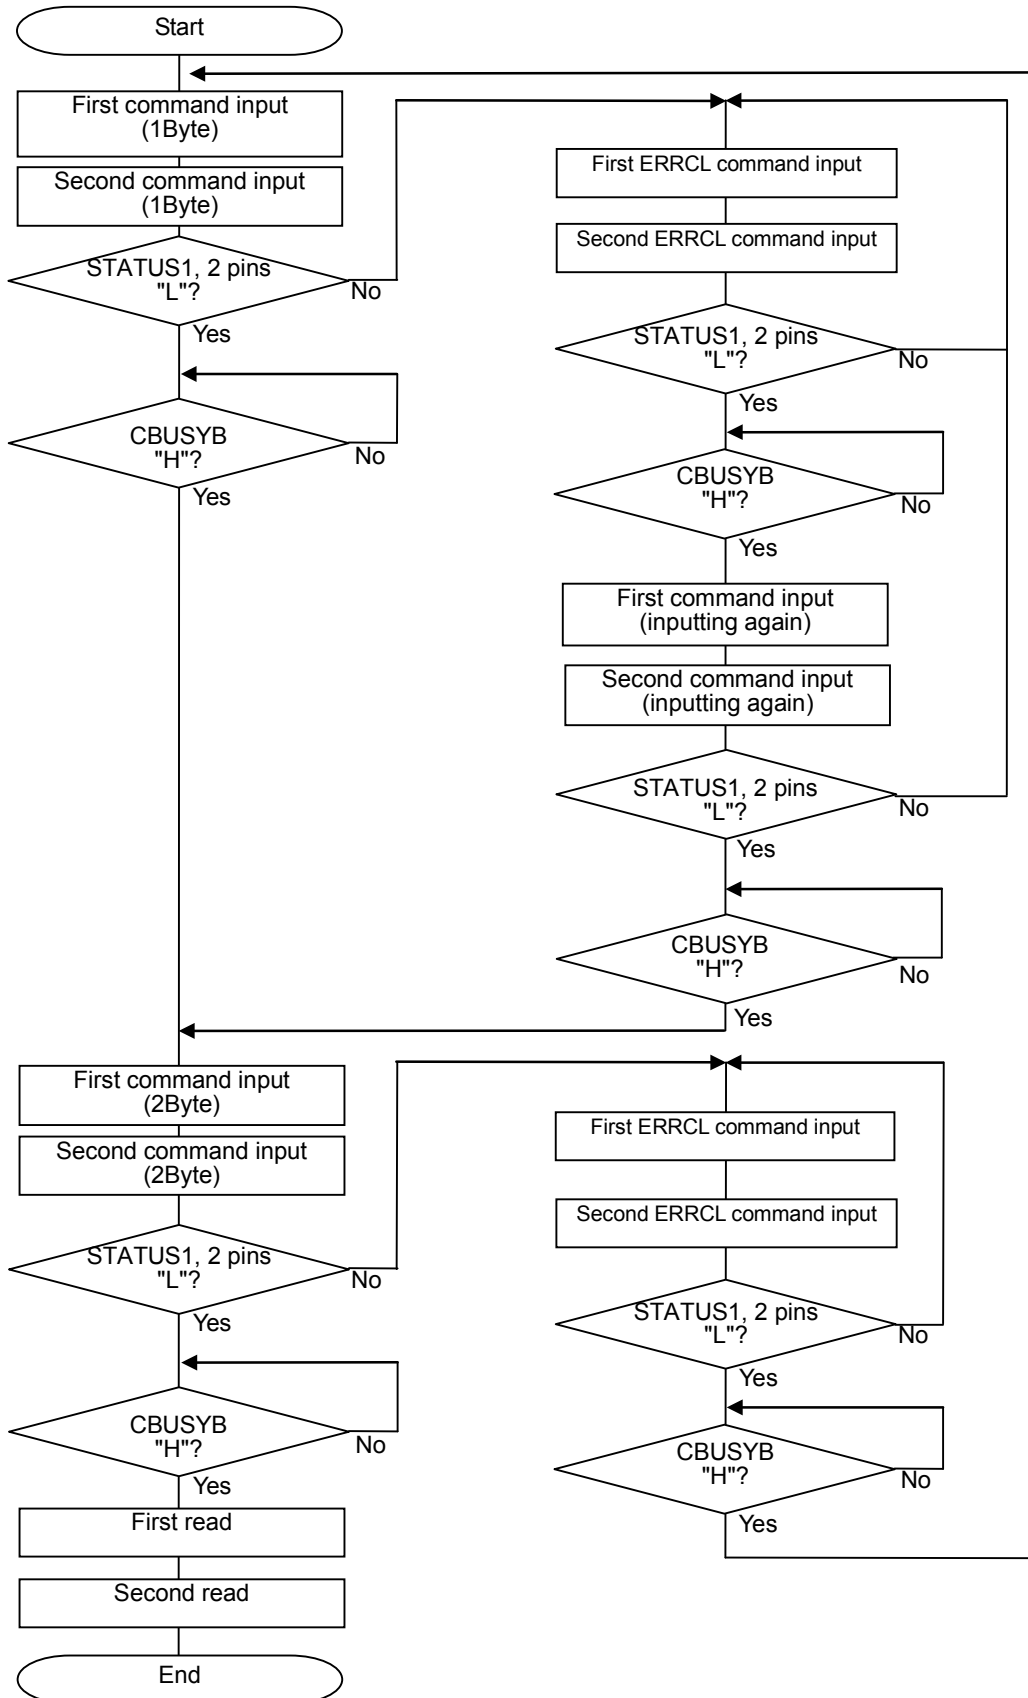 Start
First command input
(1Byte)
Second command input
(1Byte)
STATUS1, 2 pins
"L"?
No
Yes
CBUSYB
"H"?
No
Yes
First ERRCL command input
Second ERRCL command input
STATUS1, 2 pins
"L"?
No
Yes
CBUSYB
"H"?
No
Yes
First command input
(inputting again)
Second command input
(inputting again)
STATUS1, 2 pins
"L"?
No
Yes
CBUSYB
"H"?
No
Yes
First command input
(2Byte)
Second command input
(2Byte)
STATUS1, 2 pins
"L"?
No
Yes
CBUSYB
"H"?
No
Yes
First read
Second read
End
First ERRCL command input
Second ERRCL command input
STATUS1, 2 pins
"L"?
No
Yes
CBUSYB
"H"?
No
Yes